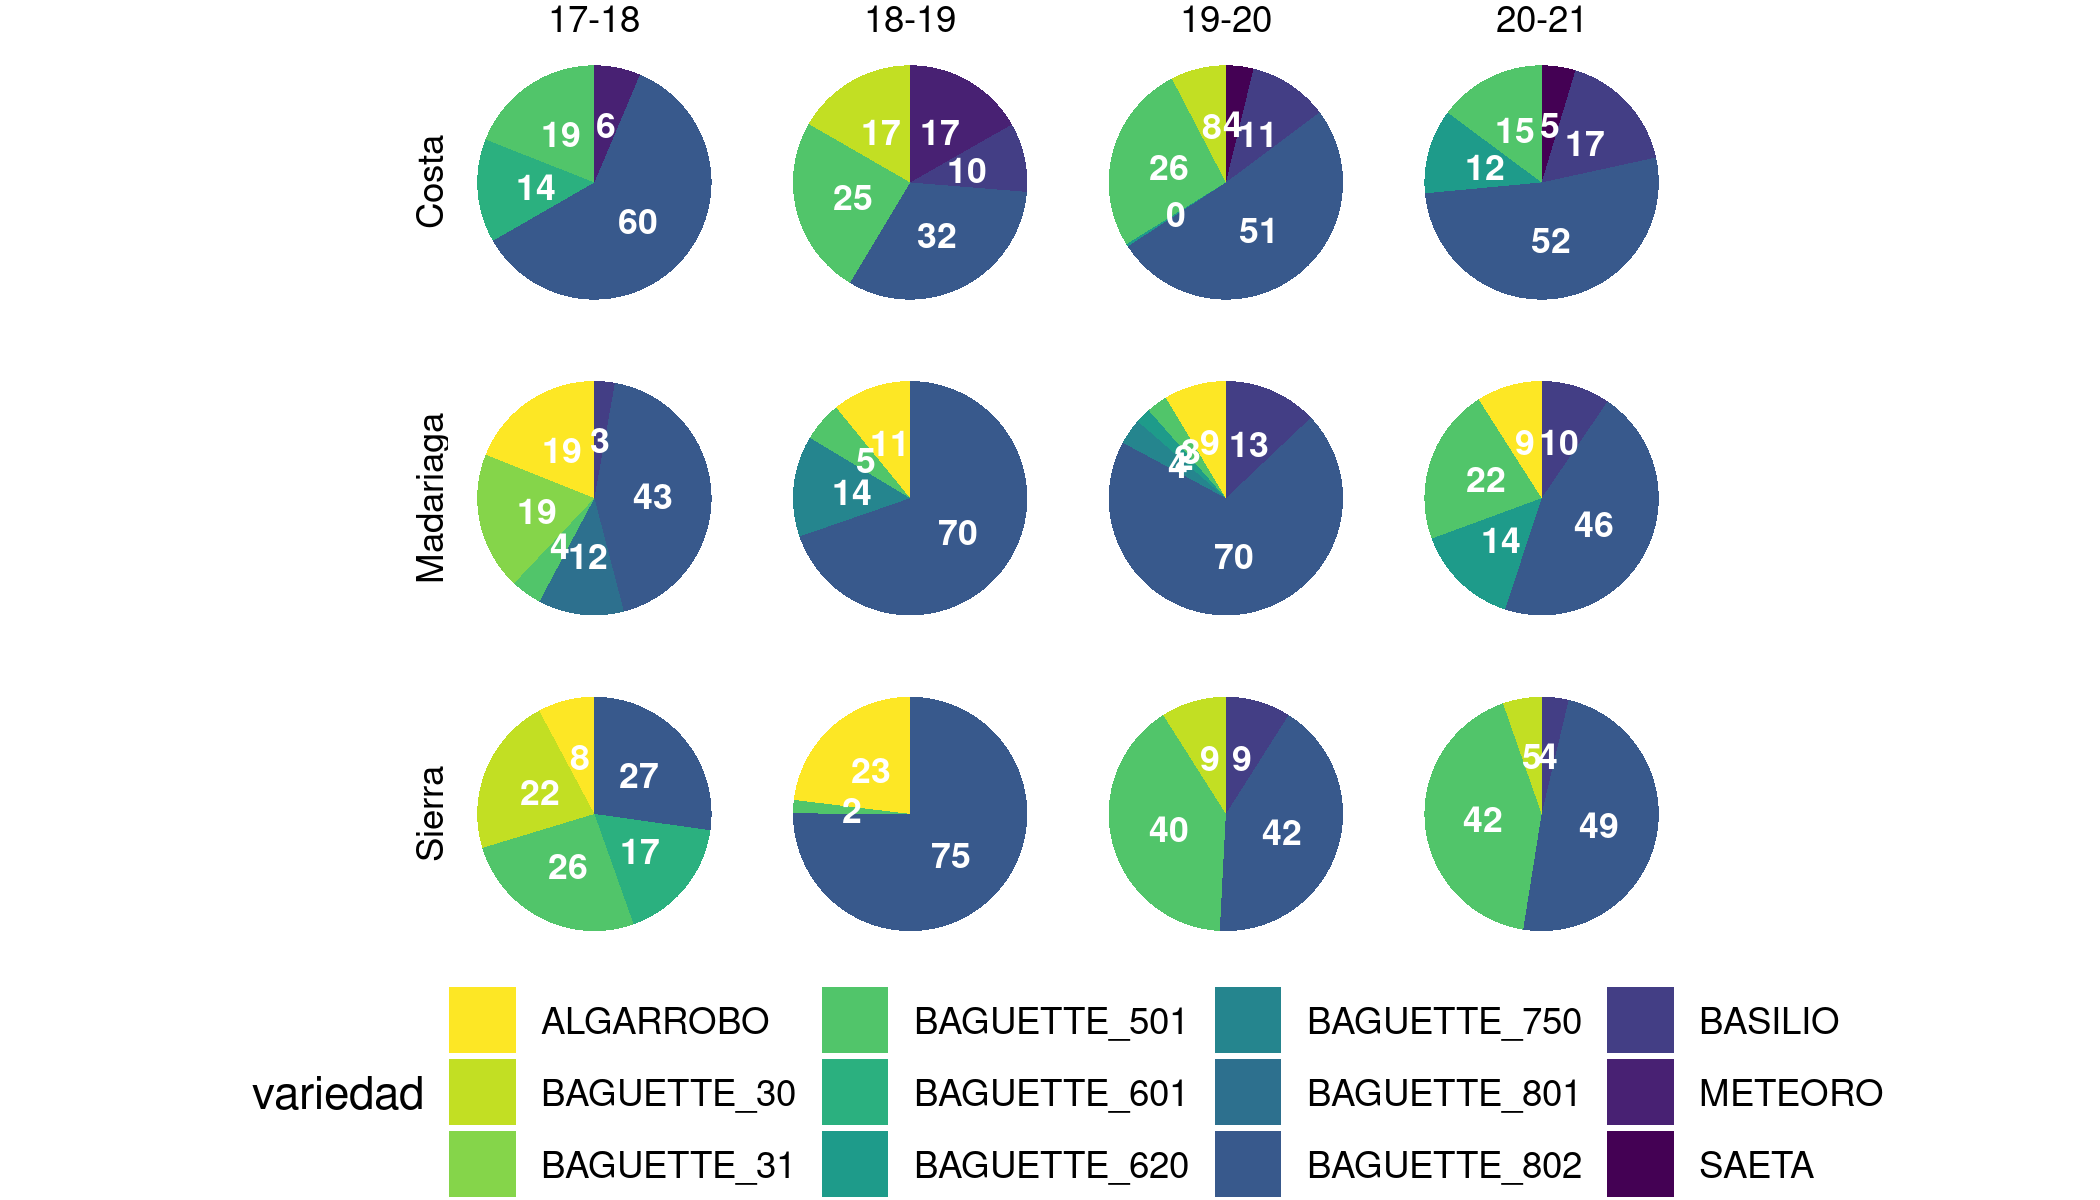 17-18 18-19 19-20 20-21
Costa
19 6 14 60
17 17 10 25 32
8 4 11 26 0 51
15 5 17 12 52
Madariaga
19 3 43 19 4 12
11 5 14 70
9 13 3 4 70
9 10 22 46 14
Sierra
8 27 22 17 26
23 2 75
9 9 40 42
5 4 42 49
variedad
ALGARROBO BAGUETTE_501 BAGUETTE_750 BASILIO
BAGUETTE_30 BAGUETTE_601 BAGUETTE_801 METEORO
BAGUETTE_31 BAGUETTE_620 BAGUETTE_802 SAETA